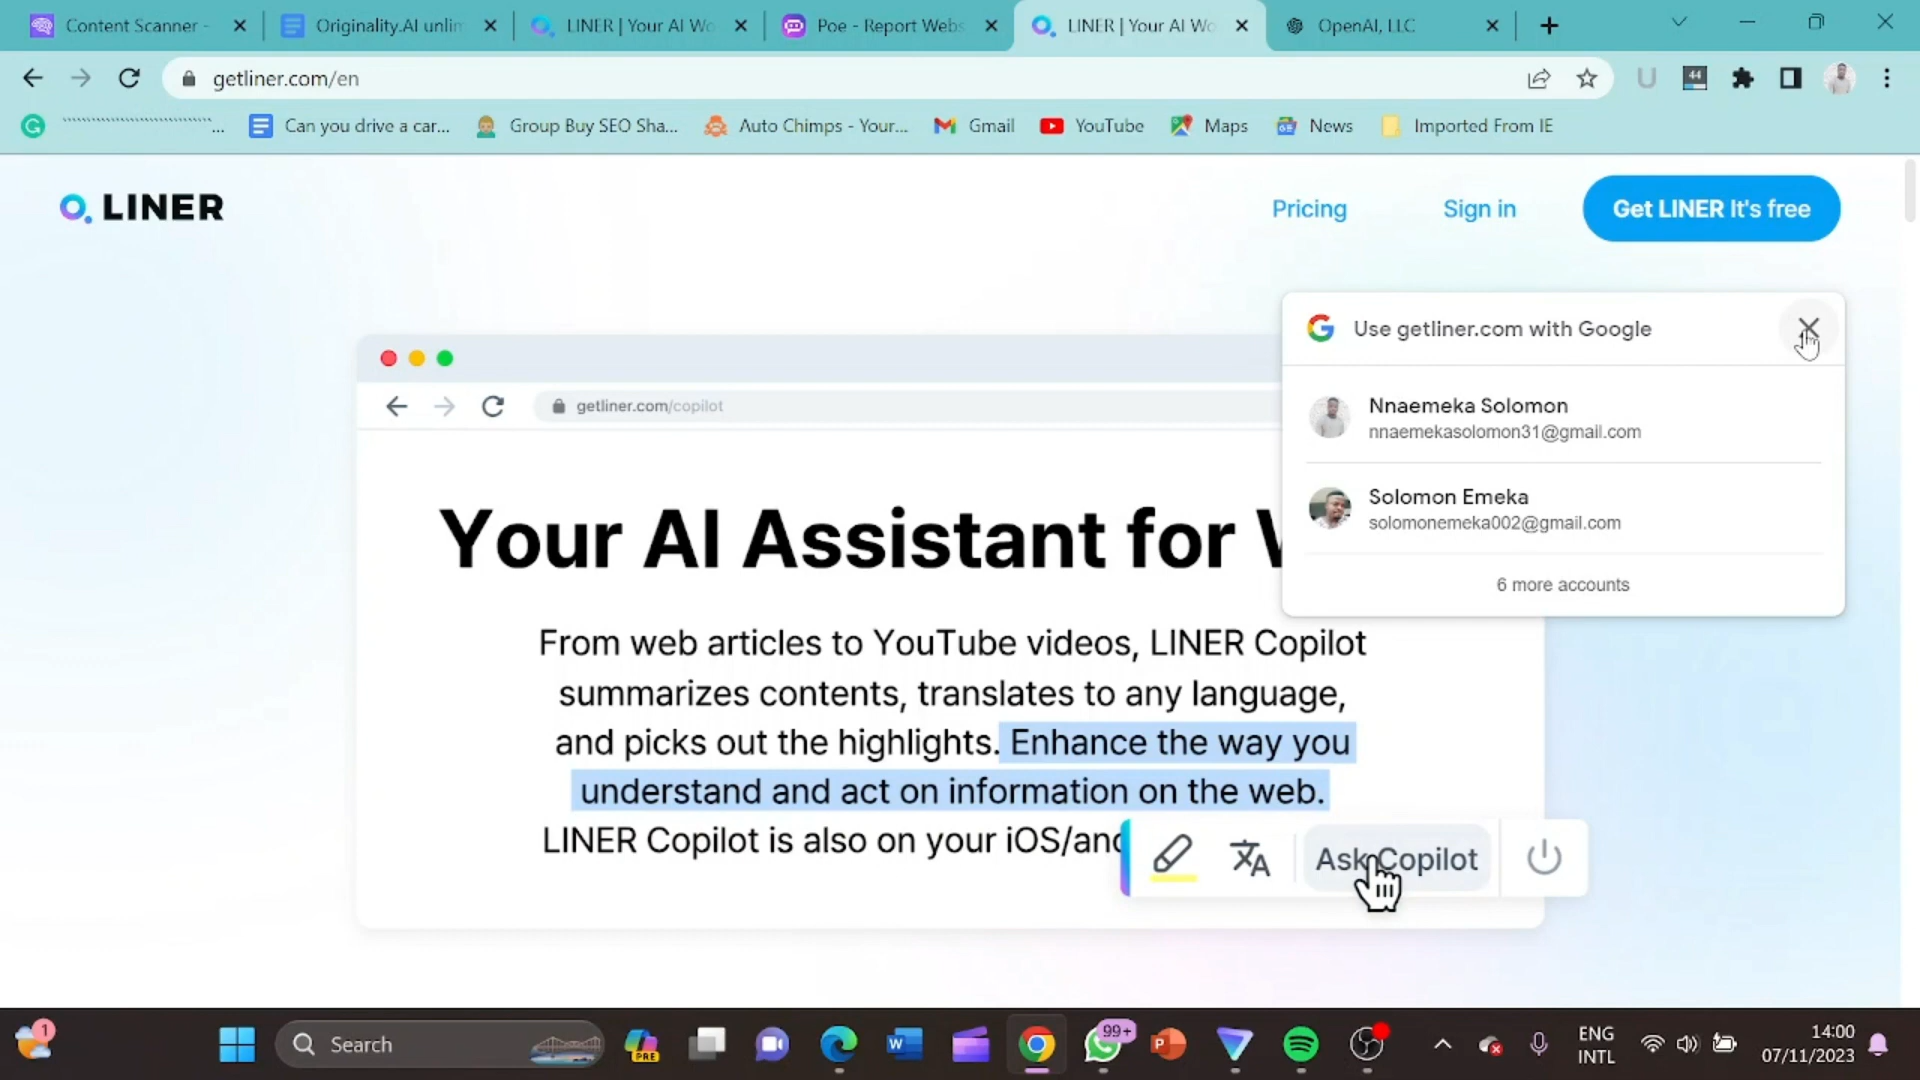 Content Scanner -
Originality.AI unlim
LINER | Your AI Wo
Poe - Report Webs
LINER | Your AI Wo
OpenAI, LLC
getliner.com/en
44
Can you drive a car...
Group Buy SEO Sha...
Auto Chimps - Your...
Gmail
YouTube
Maps
News
Imported From IE
LINER
Pricing
Sign in
Get LINER It's free
Use getliner.com with Google
Nnaemeka Solomon
nnaemekasolomon31@gmail.com
Solomon Emeka
solomonemeka002@gmail.com
6 more accounts
getliner.com/copilot
Your AI Assistant for
From web articles to YouTube videos, LINER Copilot
summarizes contents, translates to any language,
and picks out the highlights. Enhance the way you
understand and act on information on the web.
LINER Copilot is also on your iOS/and
Ask Copilot
1
Search
PRE
99+
ENG
INTL
14:00
07/11/2023